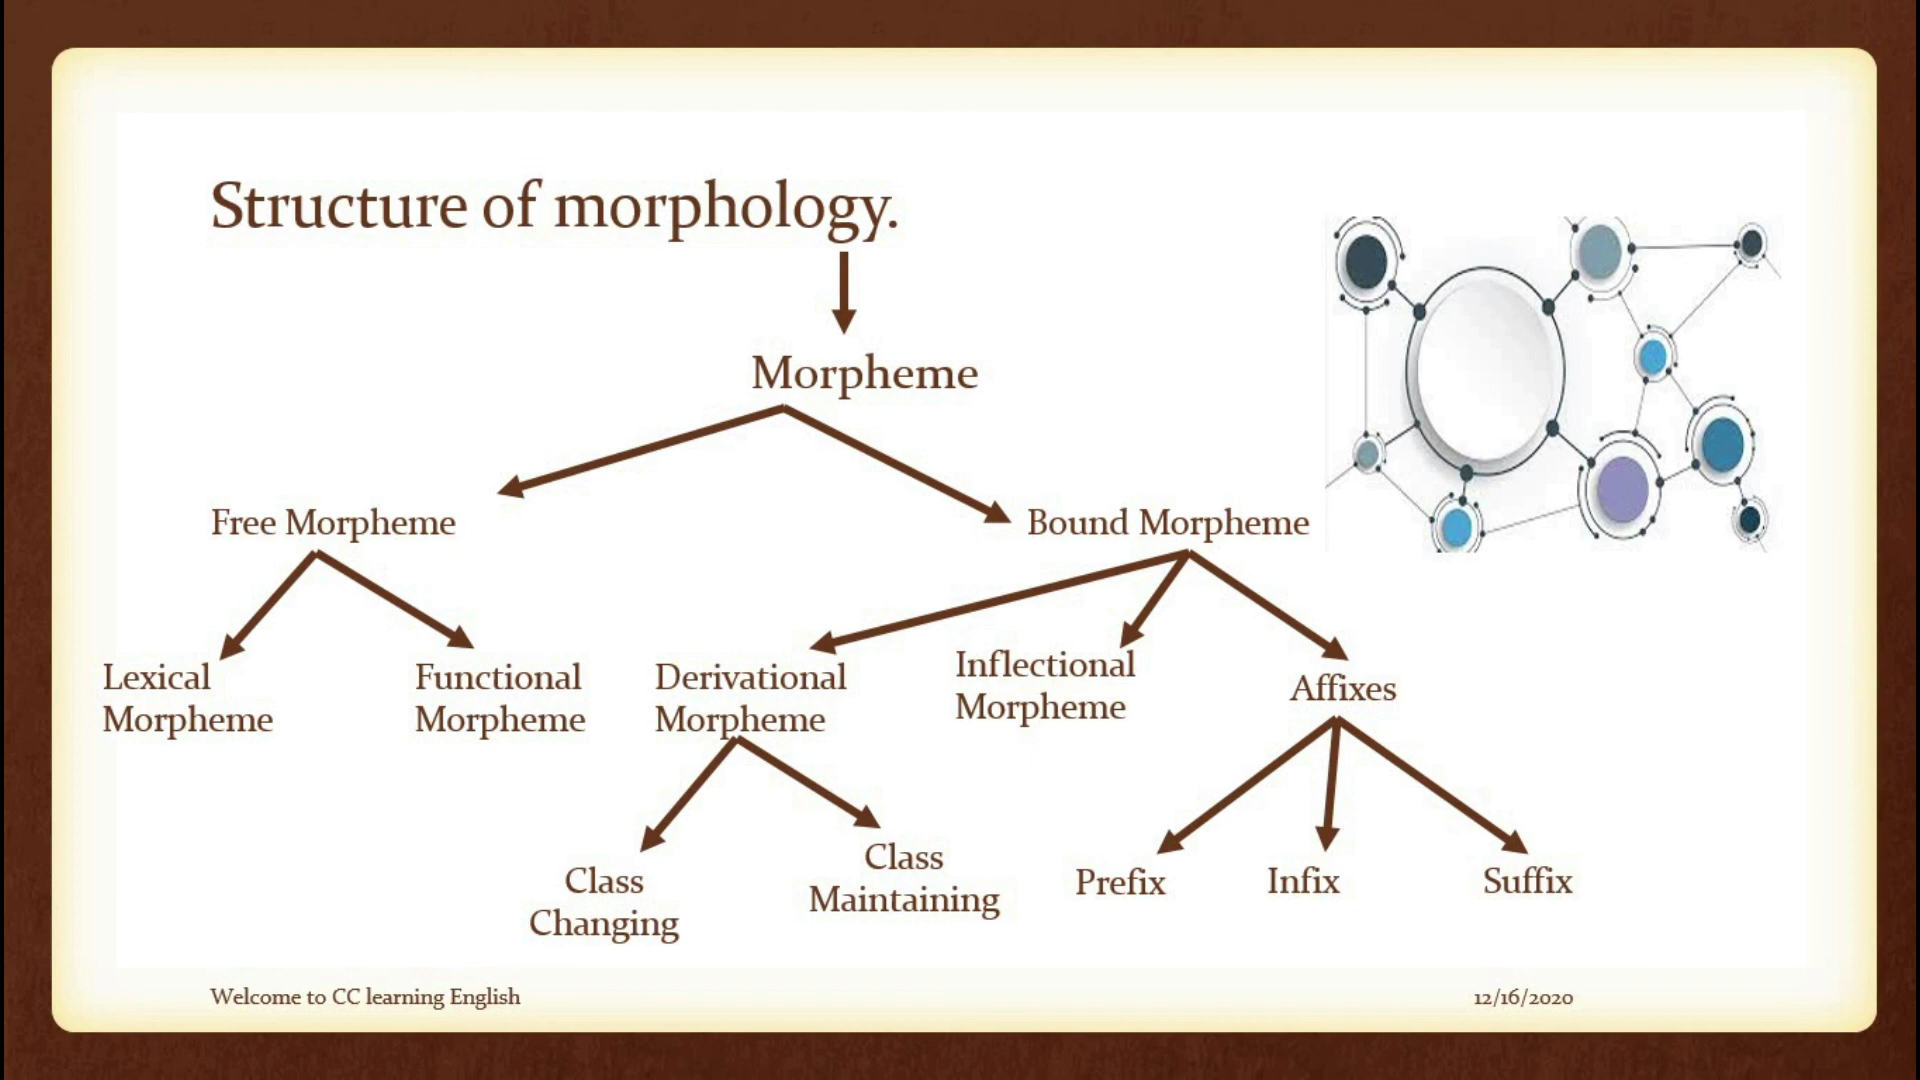 Structure of morphology.
Morpheme
Free Morpheme
Bound Morpheme
Lexical
Morpheme
Functional
Morpheme
Derivational
Morpheme
Inflectional
Morpheme
Affixes
Class
Changing
Class
Maintaining
Prefix
Infix
Suffix
Welcome to CC learning English
12/16/2020